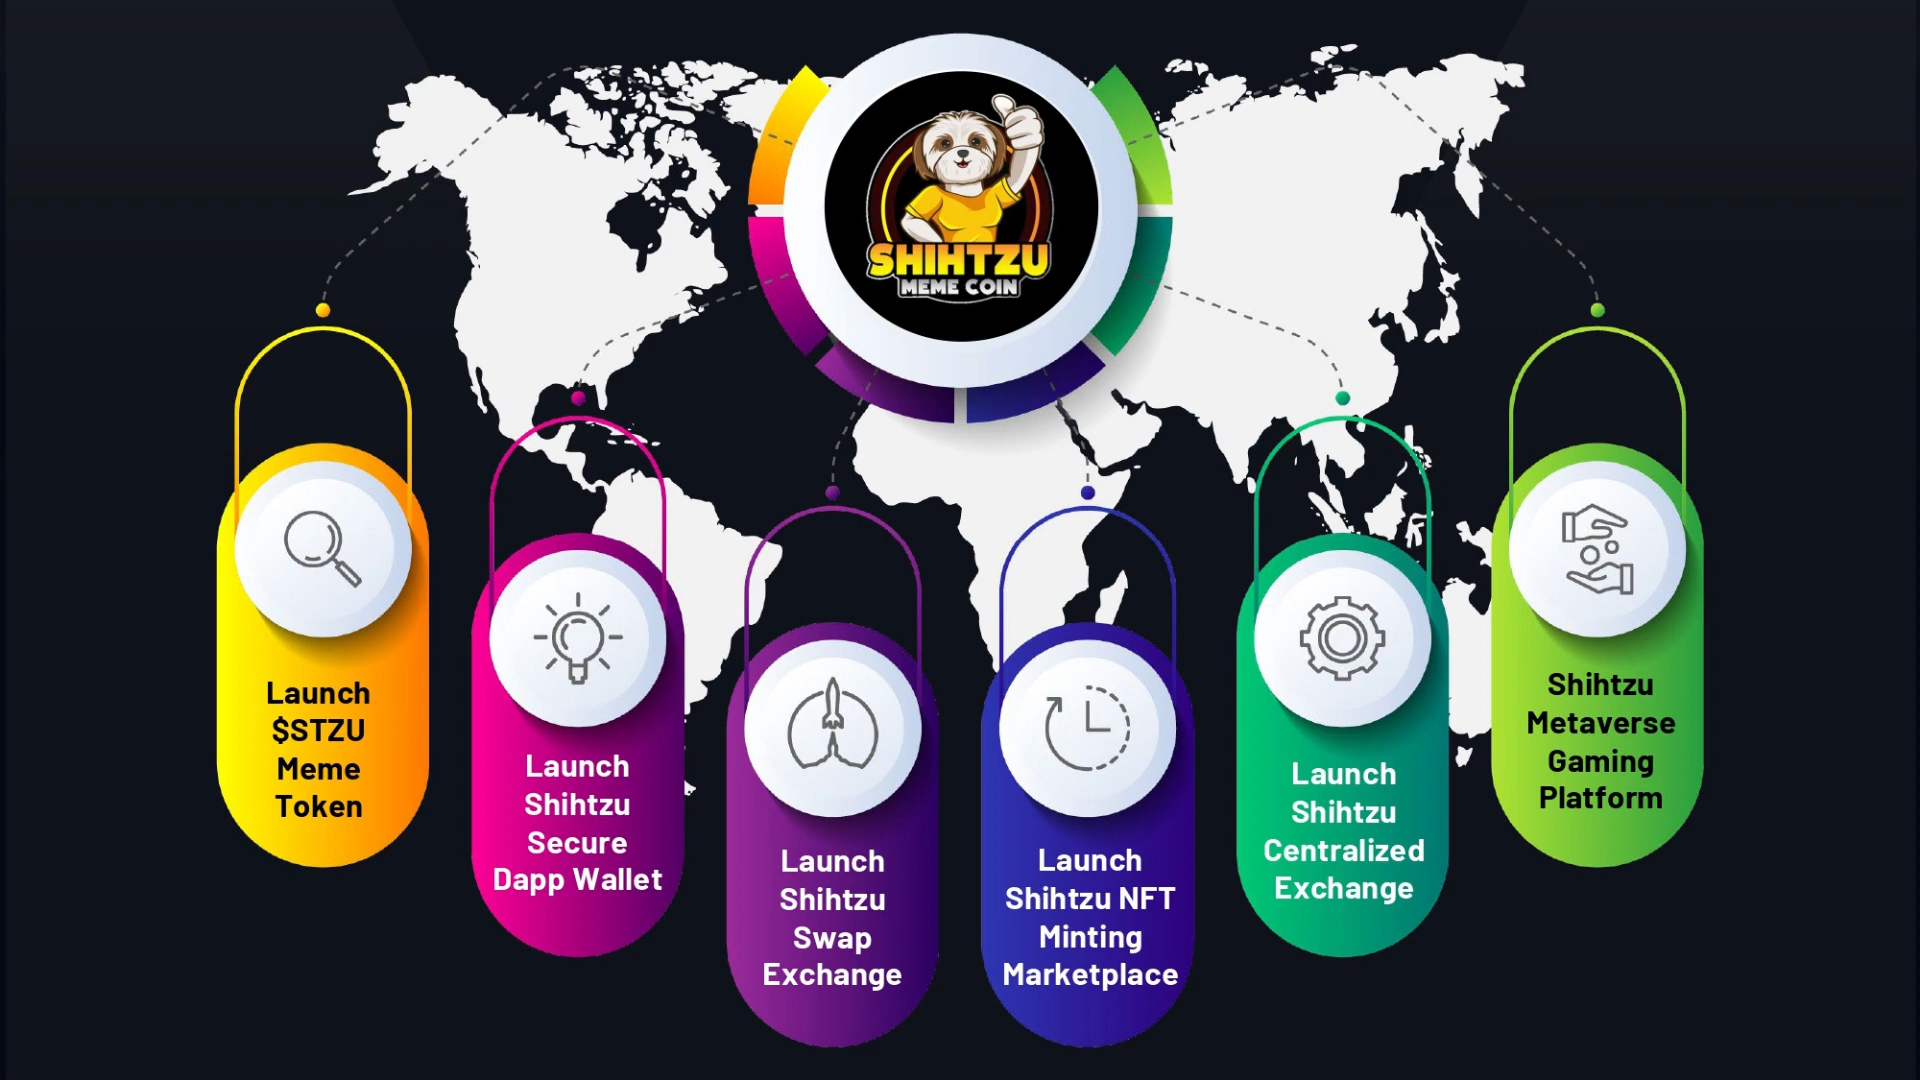 SHIHTZU
MEME COIN
Launch
$STZU
Meme
Token
Launch
Shihtzu
Secure
Dapp Wallet
Launch
Shihtzu
Swap
Exchange
Launch
Shihtzu NFT
Minting
Marketplace
Launch
Shihtzu
Centralized
Exchange
Shihtzu
Metaverse
Gaming
Platform